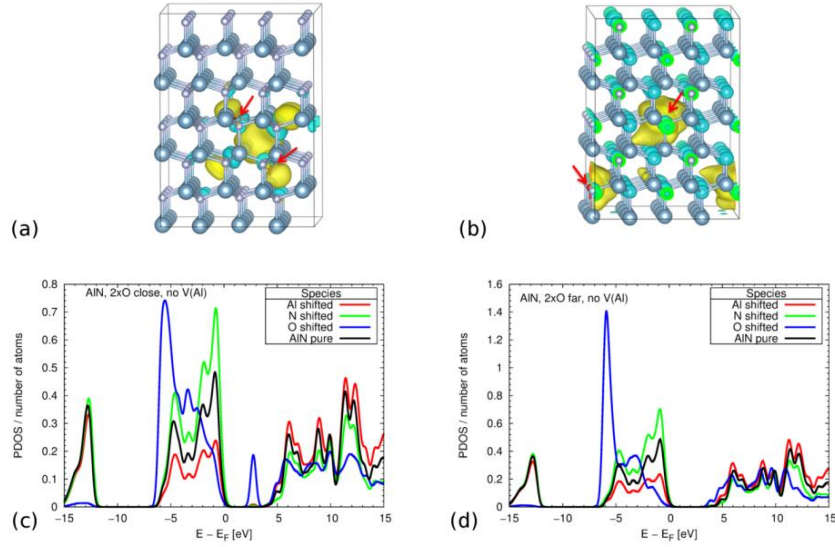 (a)
(b)
AlN, 2xO close, no V(Al)
Species
Al shifted
N shifted
O shifted
AlN pure
PDOS / number of atoms
0.8
0.7
0.6
0.5
0.4
0.3
0.2
0.1
0
-15
-10
-5
0
5
10
15
E − E_F [eV]
(c)
AlN, 2xO far, no V(Al)
Species
Al shifted
N shifted
O shifted
AlN pure
PDOS / number of atoms
1.6
1.4
1.2
1
0.8
0.6
0.4
0.2
0
-15
-10
-5
0
5
10
15
E − E_F [eV]
(d)